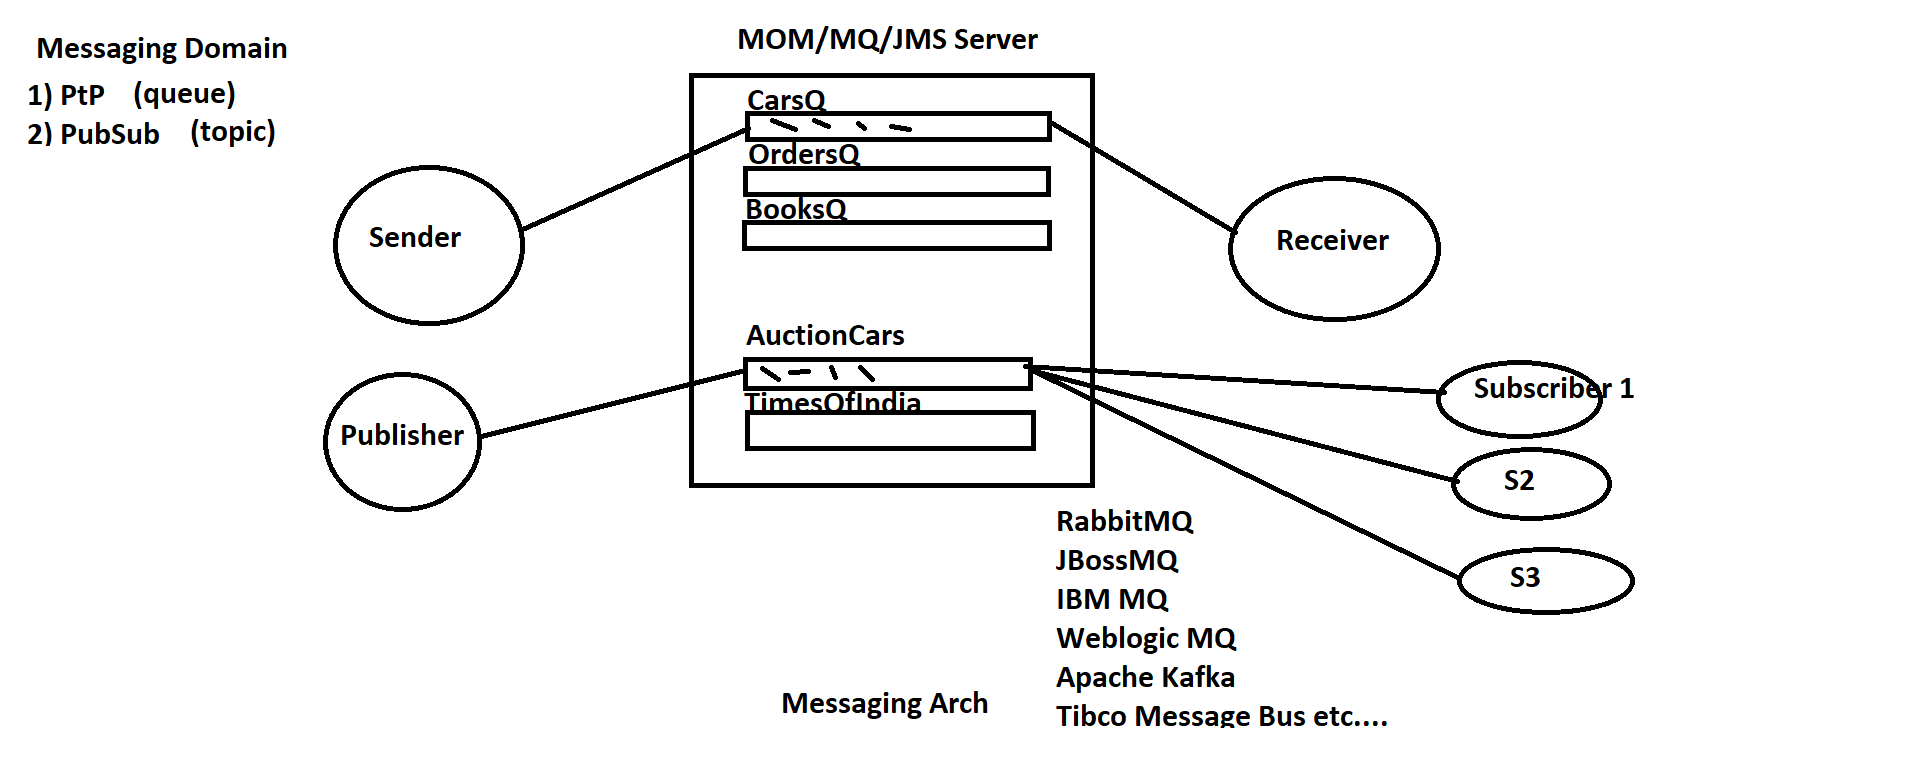 Messaging Domain
1) PtP (queue)
2) PubSub (topic)
MOM/MQ/JMS Server
CarsQ
OrdersQ
BooksQ
Sender
Receiver
AuctionCars
TimesOfIndia
Publisher
Subscriber 1
S2
S3
RabbitMQ
JBossMQ
IBM MQ
Weblogic MQ
Apache Kafka
Tibco Message Bus etc....
Messaging Arch